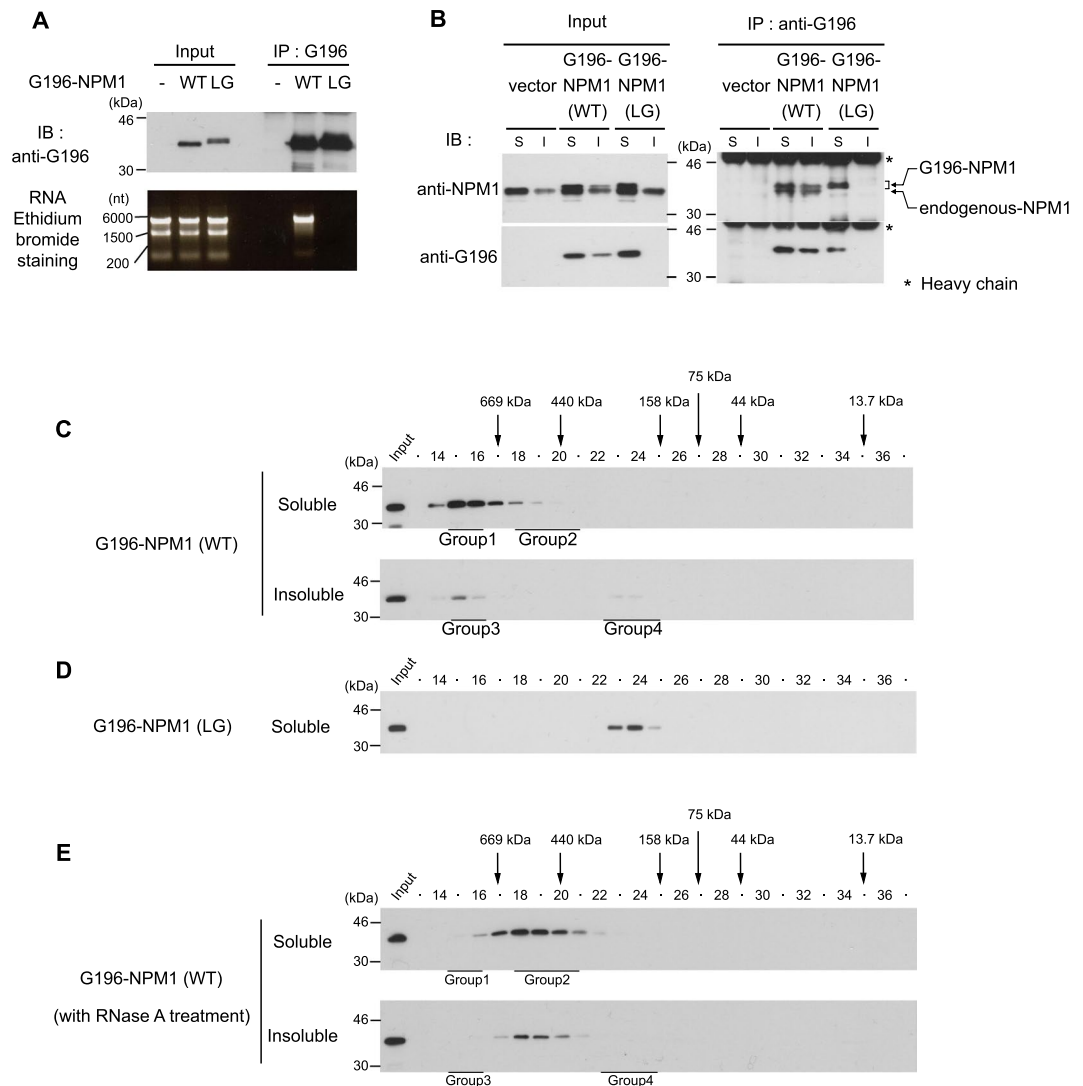 A
Input IP : G196
G196-NPM1 - WT LG - WT LG
(kDa)
46
IB :
anti-G196
30
RNA
Ethidium
bromide
staining
(nt)
6000
1500
200
B
Input IP : anti-G196
vector G196-NPM1 (WT) G196-NPM1 (LG) vector G196-NPM1 (WT) G196-NPM1 (LG)
IB : S I S I S I (kDa) S I S I S I
anti-NPM1 46 * G196-NPM1
30 endogenous-NPM1
anti-G196 46 *
30
* Heavy chain
C
75 kDa
669 kDa 440 kDa 158 kDa 44 kDa 13.7 kDa
(kDa) Input · 14 · 16 · 18 · 20 · 22 · 24 · 26 · 28 · 30 · 32 · 34 · 36 ·
46
Soluble
30
Group1 Group2
G196-NPM1 (WT)
46
Insoluble
30
Group3 Group4
D
(kDa) Input · 14 · 16 · 18 · 20 · 22 · 24 · 26 · 28 · 30 · 32 · 34 · 36 ·
46
G196-NPM1 (LG) Soluble
30
E
75 kDa
669 kDa 440 kDa 158 kDa 44 kDa 13.7 kDa
(kDa) Input · 14 · 16 · 18 · 20 · 22 · 24 · 26 · 28 · 30 · 32 · 34 · 36 ·
46
Soluble
30
Group1 Group2
G196-NPM1 (WT)
(with RNase A treatment)
46
Insoluble
30
Group3 Group4